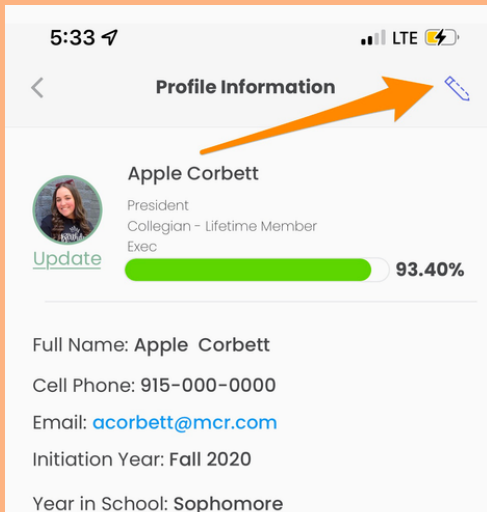 5:33
LTE
Profile Information
Apple Corbett
President
Collegian - Lifetime Member
Exec
Update
93.40%
Full Name: Apple Corbett
Cell Phone: 915-000-0000
Email: acorbett@mcr.com
Initiation Year: Fall 2020
Year in School: Sophomore